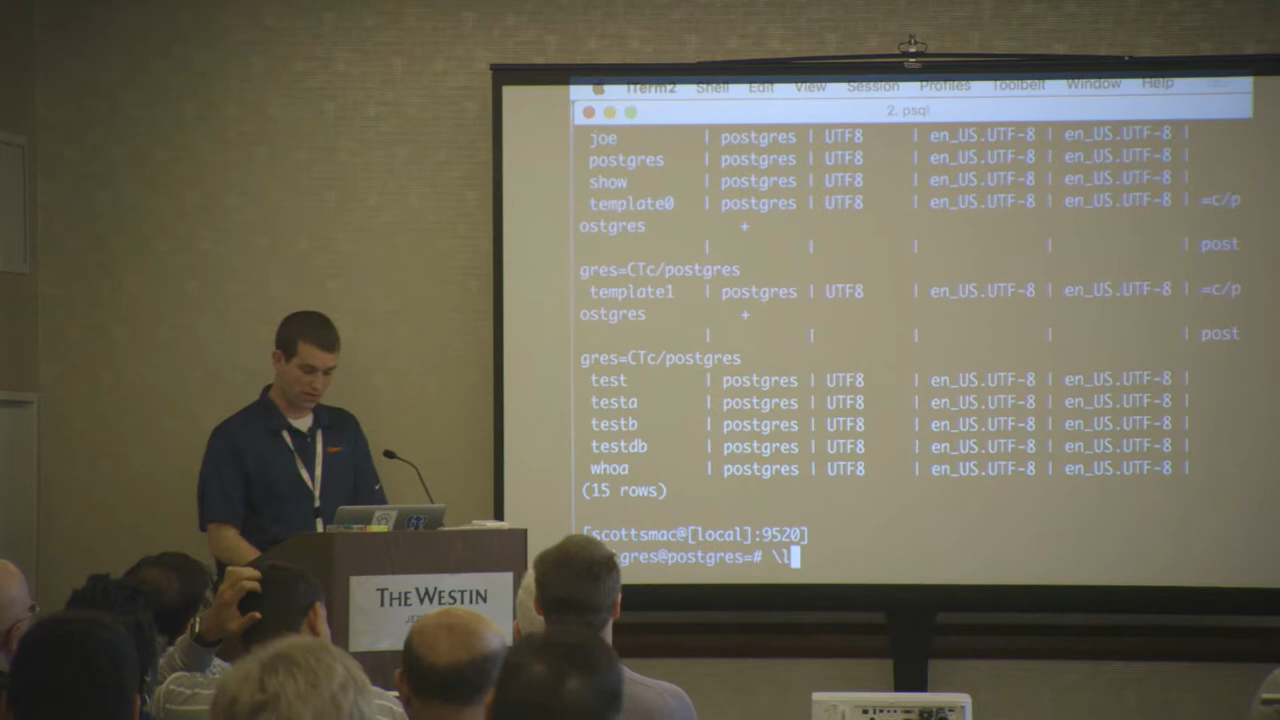 iTerm2 Shell Edit View Session Profiles Toolbelt Window Help
2. psql
joe | postgres | UTF8 | en_US.UTF-8 | en_US.UTF-8 |
postgres | postgres | UTF8 | en_US.UTF-8 | en_US.UTF-8 |
show | postgres | UTF8 | en_US.UTF-8 | en_US.UTF-8 |
template0 | postgres | UTF8 | en_US.UTF-8 | en_US.UTF-8 | =c/p
ostgres +
| | | | | post
gres=CTc/postgres
template1 | postgres | UTF8 | en_US.UTF-8 | en_US.UTF-8 | =c/p
ostgres +
| | | | | post
gres=CTc/postgres
test | postgres | UTF8 | en_US.UTF-8 | en_US.UTF-8 |
testa | postgres | UTF8 | en_US.UTF-8 | en_US.UTF-8 |
testb | postgres | UTF8 | en_US.UTF-8 | en_US.UTF-8 |
testdb | postgres | UTF8 | en_US.UTF-8 | en_US.UTF-8 |
whoa | postgres | UTF8 | en_US.UTF-8 | en_US.UTF-8 |
(15 rows)
[scottsmac@[local]:9520]
gres@postgres=# \l
THE WESTIN